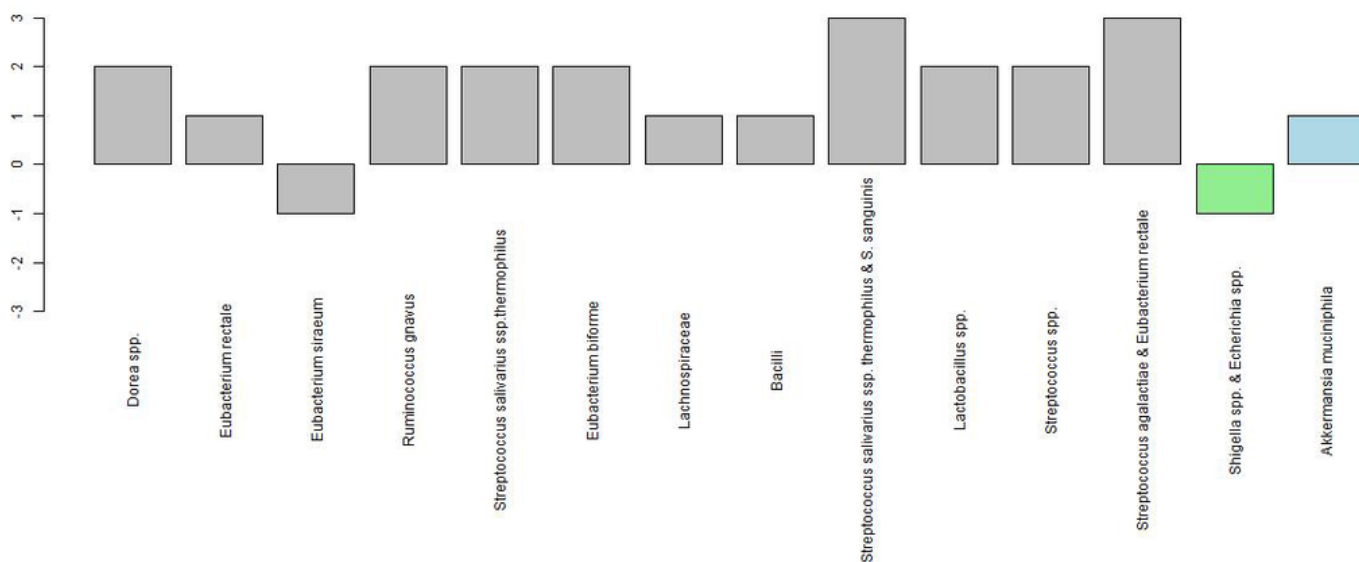 3
2
1
0
-1
-2
-3
Dorea spp.
Eubacterium rectale
Eubacterium siraeum
Ruminococcus gnavus
Streptococcus salivarius ssp.thermophilus
Eubacterium biforme
Lachnospiraceae
Bacilli
Streptococcus salivarius ssp. thermophilus & S. sanguinis
Lactobacillus spp.
Streptococcus spp.
Streptococcus agalactiae & Eubacterium rectale
Shigella spp. & Echerichia spp.
Akkermansia muciniphila